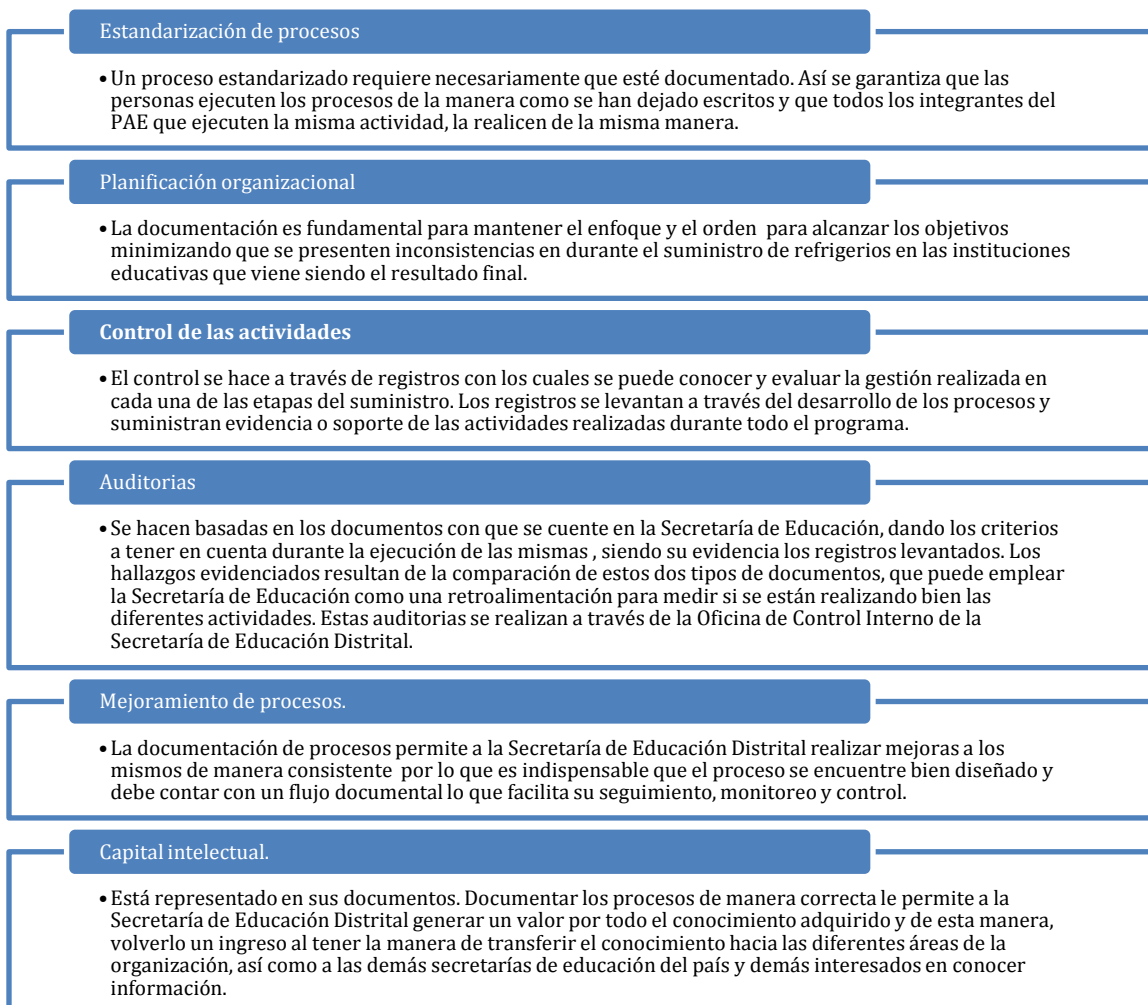 Estandarización de procesos
•Un proceso estandarizado requiere necesariamente que esté documentado. Así se garantiza que las
personas ejecuten los procesos de la manera como se han dejado escritos y que todos los integrantes del
PAE que ejecuten la misma actividad, la realicen de la misma manera.
Planificación organizacional
•La documentación es fundamental para mantener el enfoque y el orden para alcanzar los objetivos
minimizando que se presenten inconsistencias en durante el suministro de refrigerios en las instituciones
educativas que viene siendo el resultado final.
Control de las actividades
•El control se hace a través de registros con los cuales se puede conocer y evaluar la gestión realizada en
cada una de las etapas del suministro. Los registros se levantan a través del desarrollo de los procesos y
suministran evidencia o soporte de las actividades realizadas durante todo el programa.
Auditorias
•Se hacen basadas en los documentos con que se cuente en la Secretaría de Educación, dando los criterios
a tener en cuenta durante la ejecución de las mismas , siendo su evidencia los registros levantados. Los
hallazgos evidenciados resultan de la comparación de estos dos tipos de documentos, que puede emplear
la Secretaría de Educación como una retroalimentación para medir si se están realizando bien las
diferentes actividades. Estas auditorias se realizan a través de la Oficina de Control Interno de la
Secretaría de Educación Distrital.
Mejoramiento de procesos.
•La documentación de procesos permite a la Secretaría de Educación Distrital realizar mejoras a los
mismos de manera consistente por lo que es indispensable que el proceso se encuentre bien diseñado y
debe contar con un flujo documental lo que facilita su seguimiento, monitoreo y control.
Capital intelectual.
•Está representado en sus documentos. Documentar los procesos de manera correcta le permite a la
Secretaría de Educación Distrital generar un valor por todo el conocimiento adquirido y de esta manera,
volverlo un ingreso al tener la manera de transferir el conocimiento hacia las diferentes áreas de la
organización, así como a las demás secretarías de educación del país y demás interesados en conocer
información.